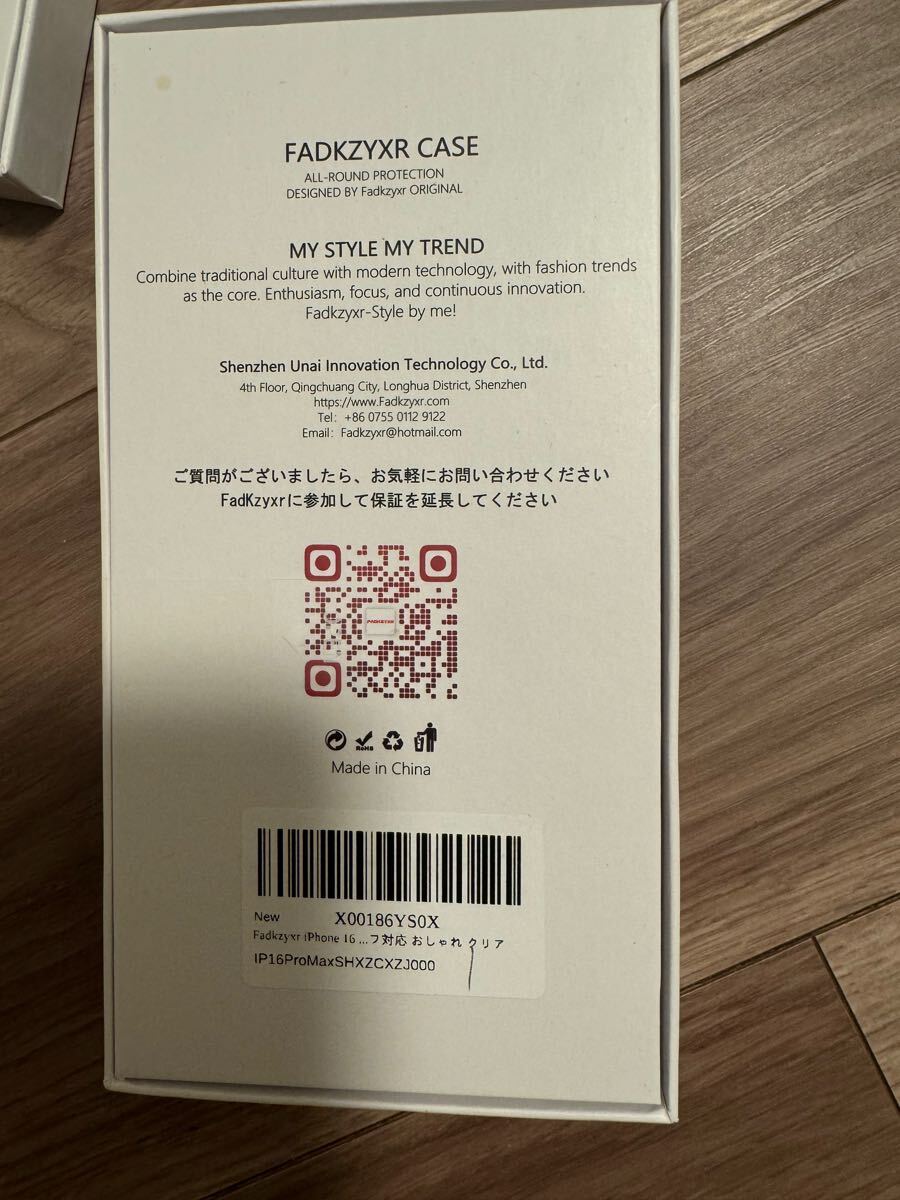 FADKZYXR CASE
ALL-ROUND PROTECTION
DESIGNED BY Fadkzyxr ORIGINAL
MY STYLE MY TREND
Combine traditional culture with modern technology, with fashion trends
as the core. Enthusiasm, focus, and continuous innovation.
Fadkzyxr-Style by me!
Shenzhen Unai Innovation Technology Co., Ltd.
4th Floor, Qingchuang City, Longhua District, Shenzhen
https://www.Fadkzyxr.com
Tel: +86 0755 0112 9122
Email: Fadkzyxr@hotmail.com
ご質問がございましたら、お気軽にお問い合わせください
FadKzyxrに参加して保証を延長してください
FADKZYXR
RoHS
Made in China
New X00186YS0X
Fadkzyxr iPhone 16 ...フ対応 おしゃれ クリア
IP16ProMaxSHXZCXZJ000